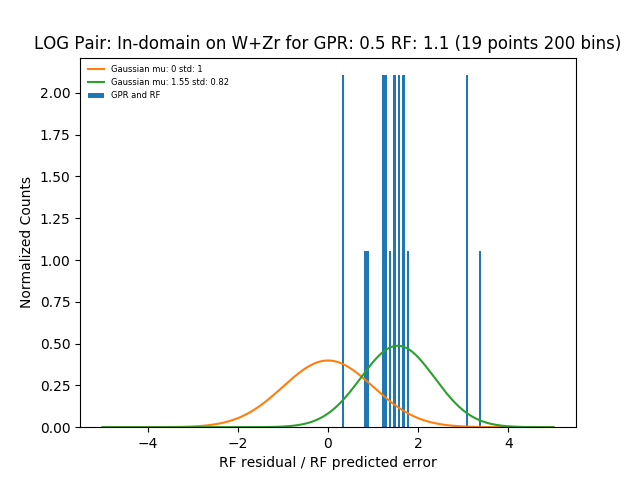 LOG Pair: In-domain on W+Zr for GPR: 0.5 RF: 1.1 (19 points 200 bins)
Gaussian mu: 0 std: 1
Gaussian mu: 1.55 std: 0.82
GPR and RF
Normalized Counts
2.00
1.75
1.50
1.25
1.00
0.75
0.50
0.25
0.00
−4
−2
0
2
4
RF residual / RF predicted error